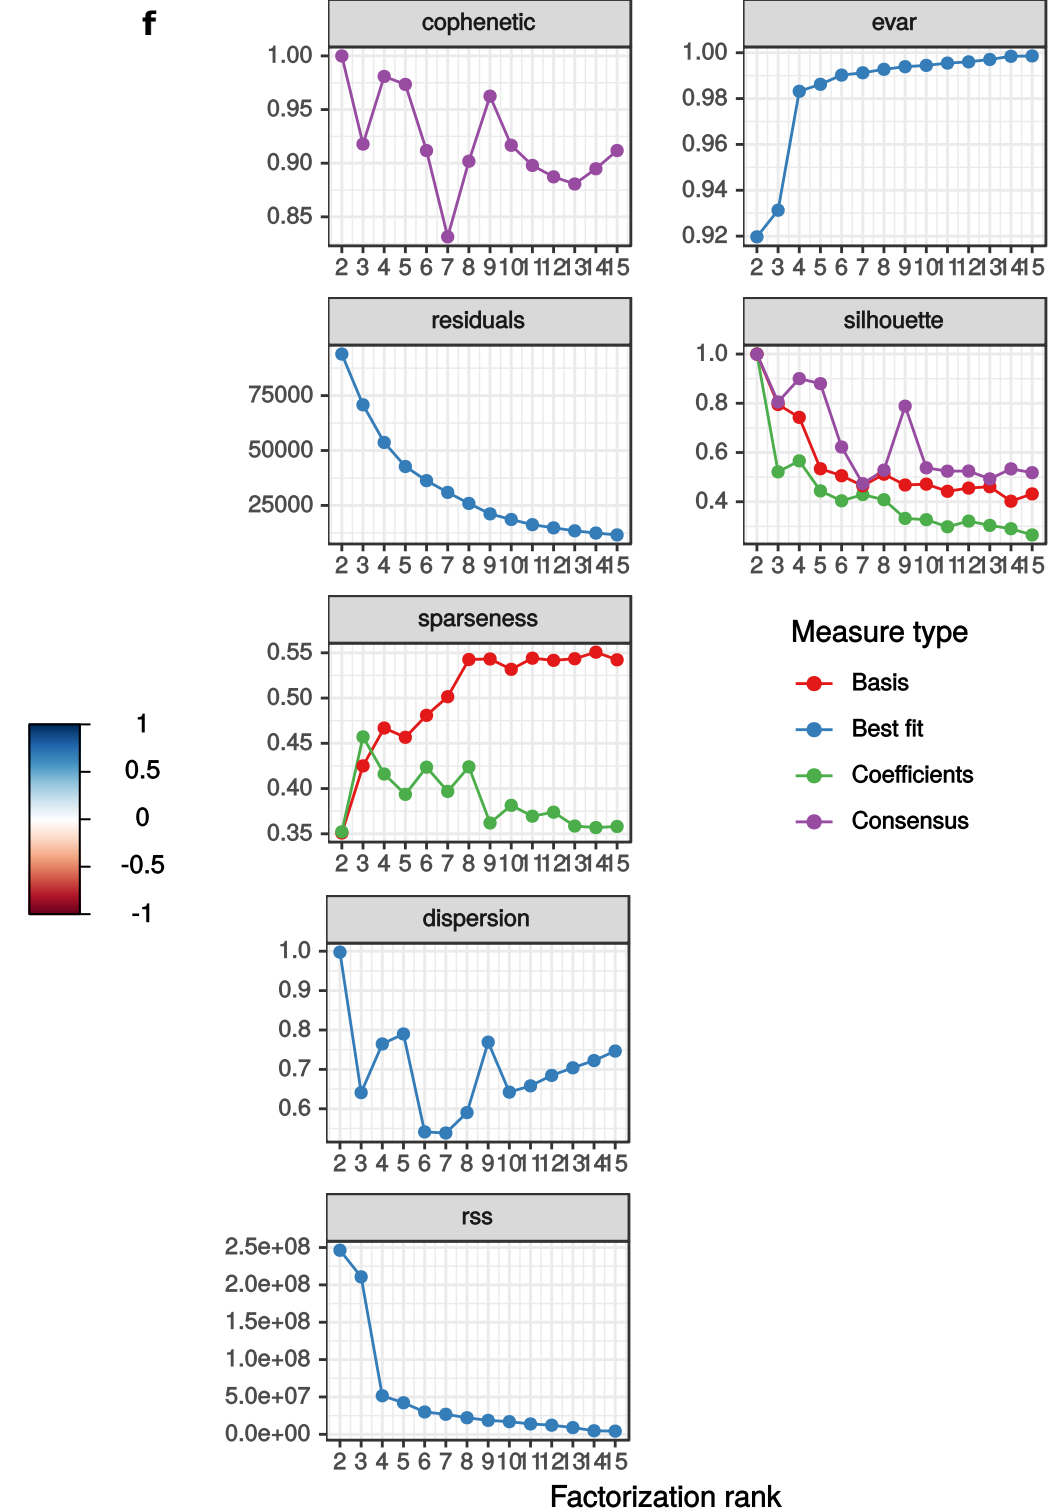 f
cophenetic
1.00
0.95
0.90
0.85
2 3 4 5 6 7 8 9 10 11 12 13 14 15
evar
1.00
0.98
0.96
0.94
0.92
2 3 4 5 6 7 8 9 10 11 12 13 14 15
residuals
75000
50000
25000
2 3 4 5 6 7 8 9 10 11 12 13 14 15
silhouette
1.0
0.8
0.6
0.4
2 3 4 5 6 7 8 9 10 11 12 13 14 15
sparseness
0.55
0.50
0.45
0.40
0.35
2 3 4 5 6 7 8 9 10 11 12 13 14 15
Measure type
Basis
Best fit
Coefficients
Consensus
1
0.5
0
-0.5
-1
dispersion
1.0
0.9
0.8
0.7
0.6
2 3 4 5 6 7 8 9 10 11 12 13 14 15
rss
2.5e+08
2.0e+08
1.5e+08
1.0e+08
5.0e+07
0.0e+00
2 3 4 5 6 7 8 9 10 11 12 13 14 15
Factorization rank